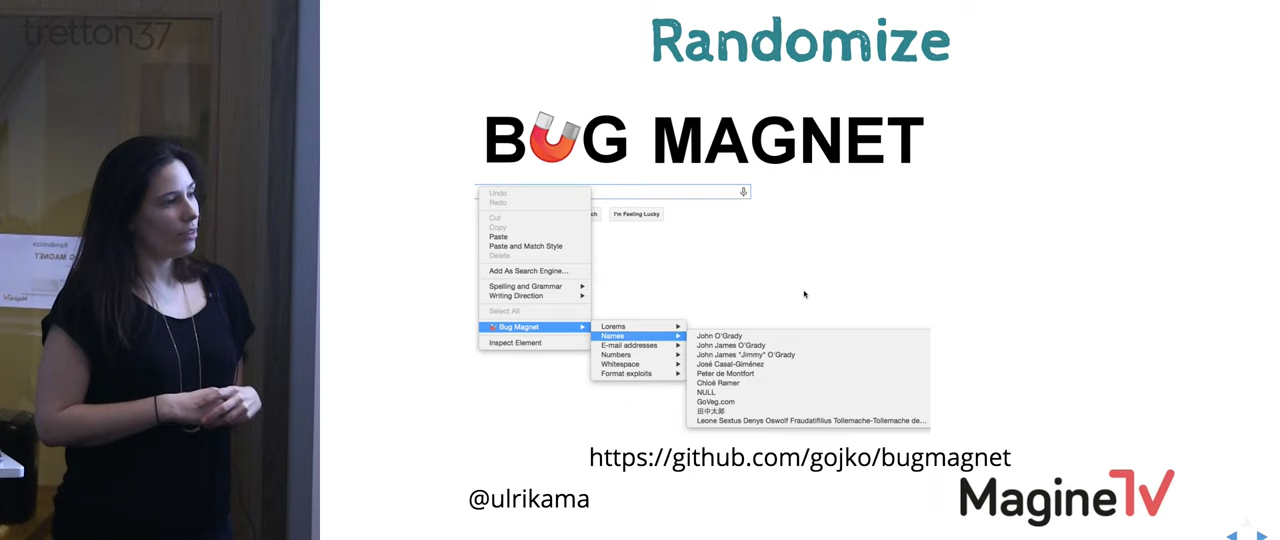 tretton37
Randomize
BUG MAGNET
Undo
Redo
Cut
Copy
Paste
Paste and Match Style
Delete
Add As Search Engine...
Spelling and Grammar
Writing Direction
Select All
Bug Magnet
Inspect Element
ch
I'm Feeling Lucky
Lorems
Names
E-mail addresses
Numbers
Whitespace
Format exploits
John O'Grady
John James O'Grady
John James "Jimmy" O'Grady
José Casal-Giménez
Peter de Montfort
Chloë Rømer
NULL
GoVeg.com
田中太郎
Leone Sextus Denys Oswolf Fraudatifilius Tollemache-Tollemache de...
https://github.com/gojko/bugmagnet
@ulrikama
Magine TV